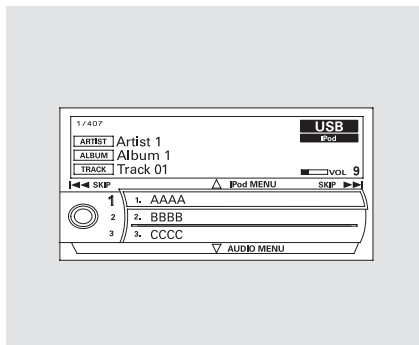 1/407 USB
iPod
ARTIST Artist 1
ALBUM Album 1
TRACK Track 01 VOL 9
SKIP iPod MENU SKIP
1 1. AAAA
2 2. BBBB
3 3. CCCC
AUDIO MENU